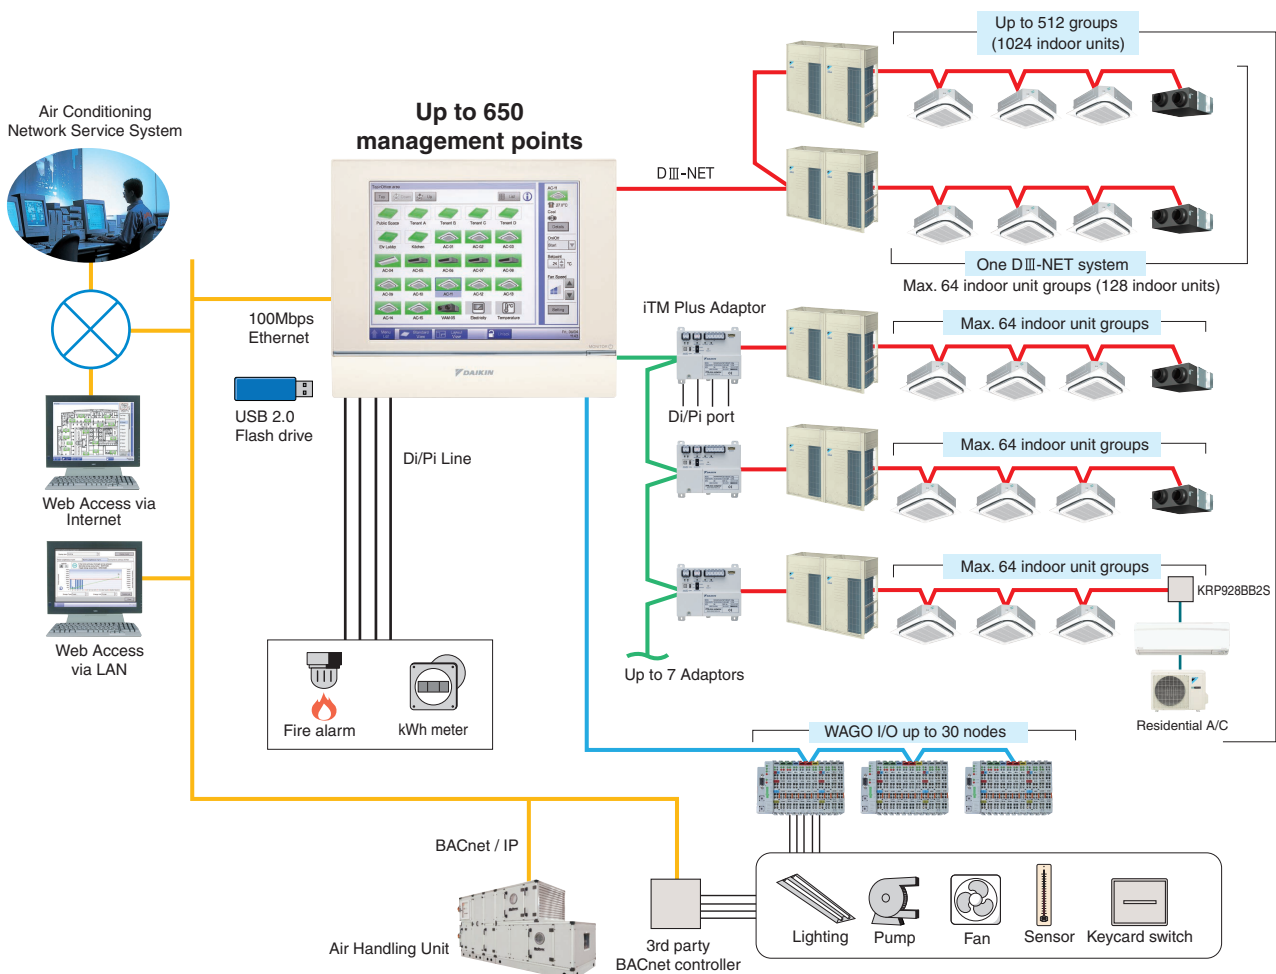 Up to 512 groups
(1024 indoor units)
Air Conditioning
Network Service System
Up to 650
management points
DIII-NET
One DIII-NET system
Max. 64 indoor unit groups (128 indoor units)
100Mbps
Ethernet
USB 2.0
Flash drive
DAIKIN
iTM Plus Adaptor
Max. 64 indoor unit groups
Di/Pi port
Di/Pi Line
Max. 64 indoor unit groups
Web Access via
Internet
Max. 64 indoor unit groups
KRP928BB2S
Web Access
via LAN
Up to 7 Adaptors
Residential A/C
Fire alarm
kWh meter
WAGO I/O up to 30 nodes
BACnet / IP
Air Handling Unit
3rd party
BACnet controller
Lighting
Pump
Fan
Sensor
Keycard switch